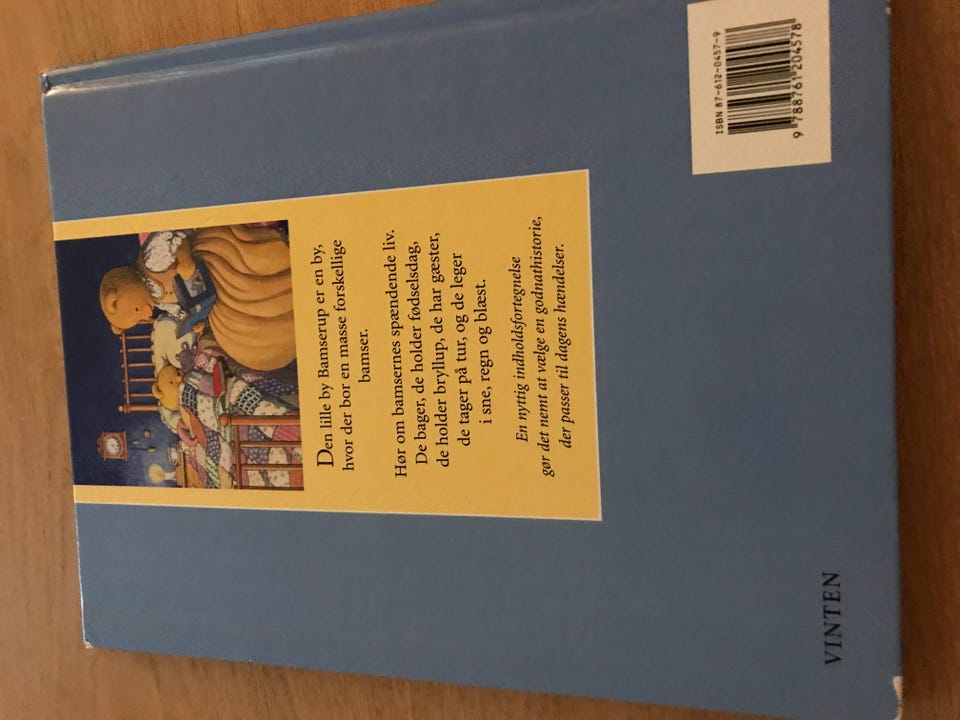 Den lille by Bamserup er en by,
hvor der bor en masse forskellige
bamser.
Hør om bamsernes spændende liv.
De bager, de holder fødselsdag,
de holder bryllup, de har gæster,
de tager på tur, og de leger
i sne, regn og blæst.
En nyttig indholdsfortegnelse
gør det nemt at vælge en godnathistorie,
der passer til dagens hændelser.
VINTEN
ISBN 87-612-0457-9
9 788761 204578